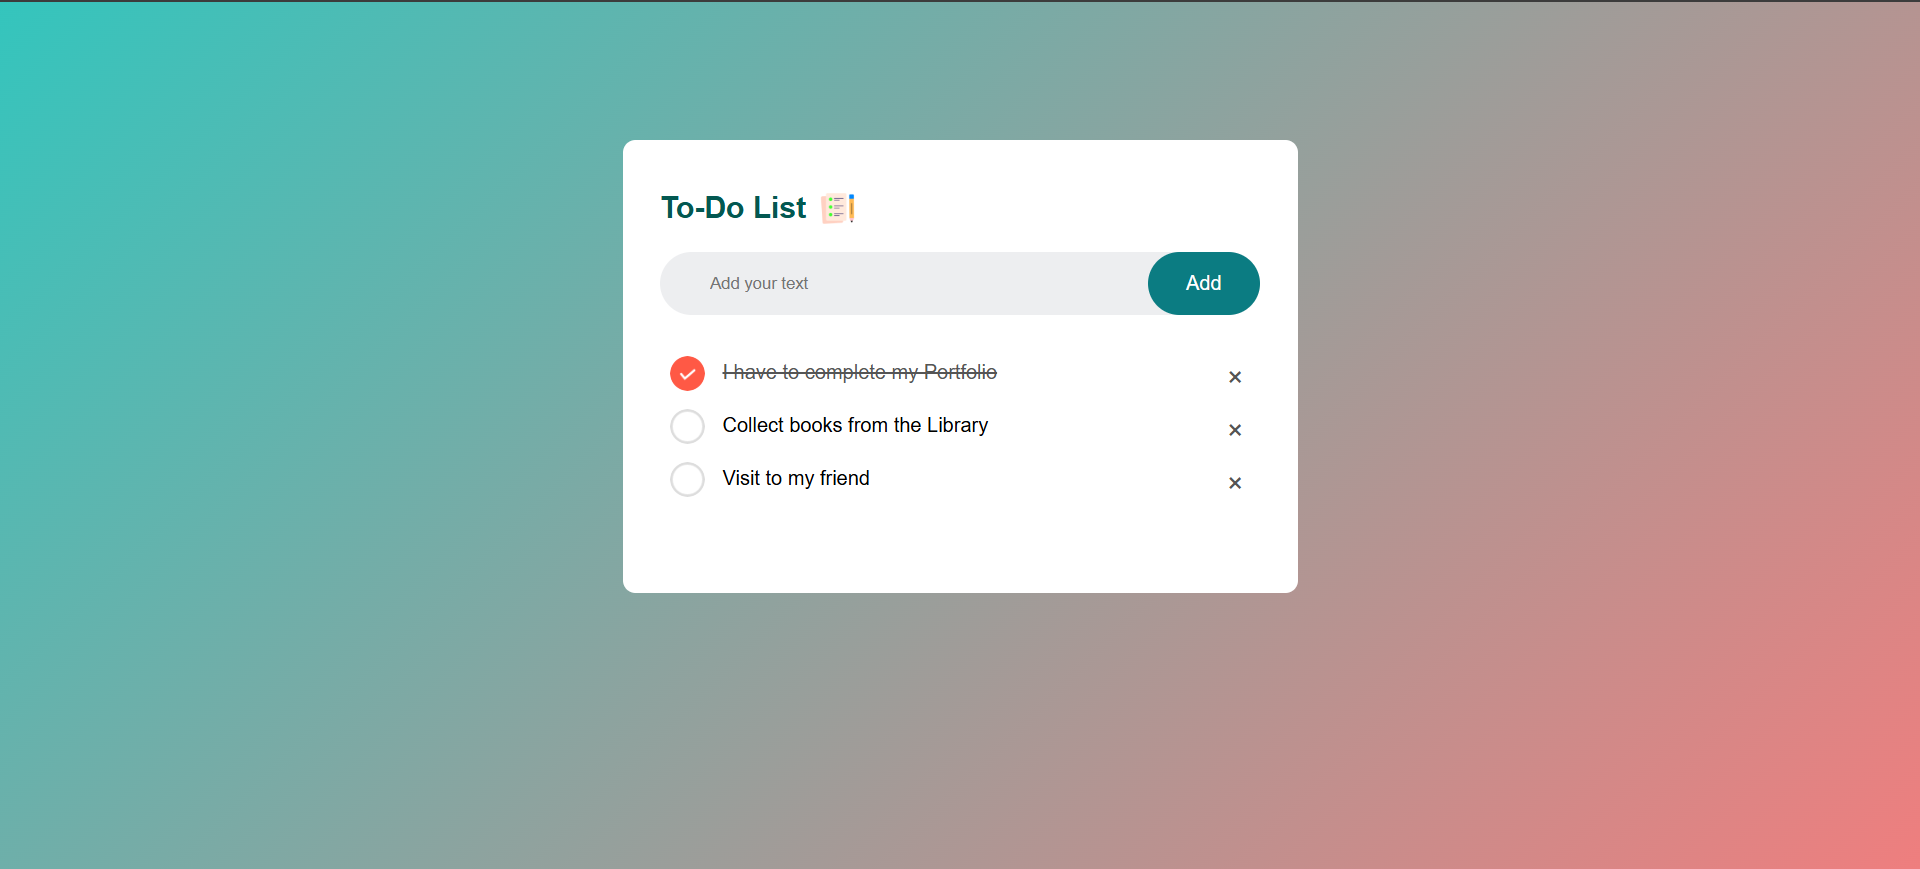 To-Do List
Add your text
Add
I have to complete my Portfolio
Collect books from the Library
Visit to my friend